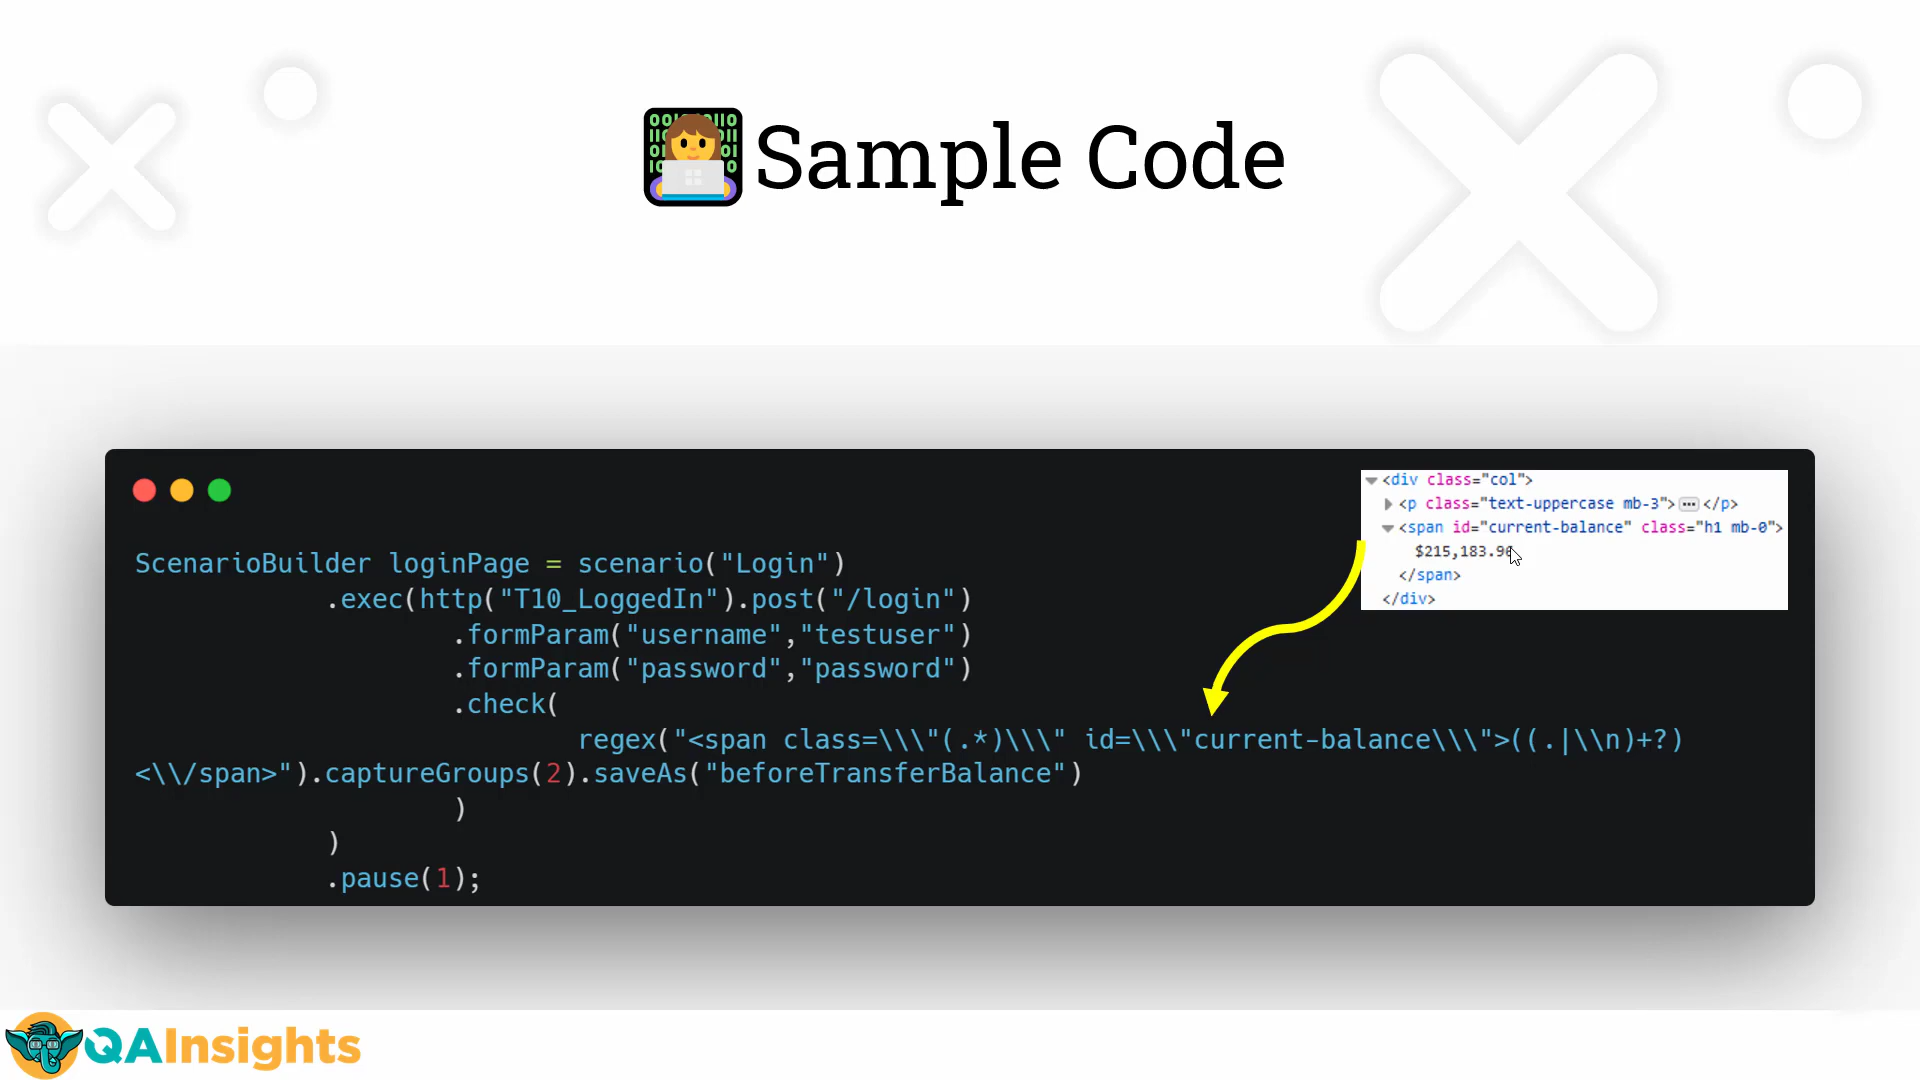 Sample Code
<div class="col">
<p class="text-uppercase mb-3">...</p>
<span id="current-balance" class="h1 mb-0">
$215,183.96
</span>
</div>
ScenarioBuilder loginPage = scenario("Login")
.exec(http("T10_LoggedIn").post("/login")
.formParam("username","testuser")
.formParam("password","password")
.check(
regex("<span class=\\\"(.*)\\\" id=\\\"current-balance\\\">((.|\\n)+?)
<\\/span>").captureGroups(2).saveAs("beforeTransferBalance")
)
)
.pause(1);
QAInsights